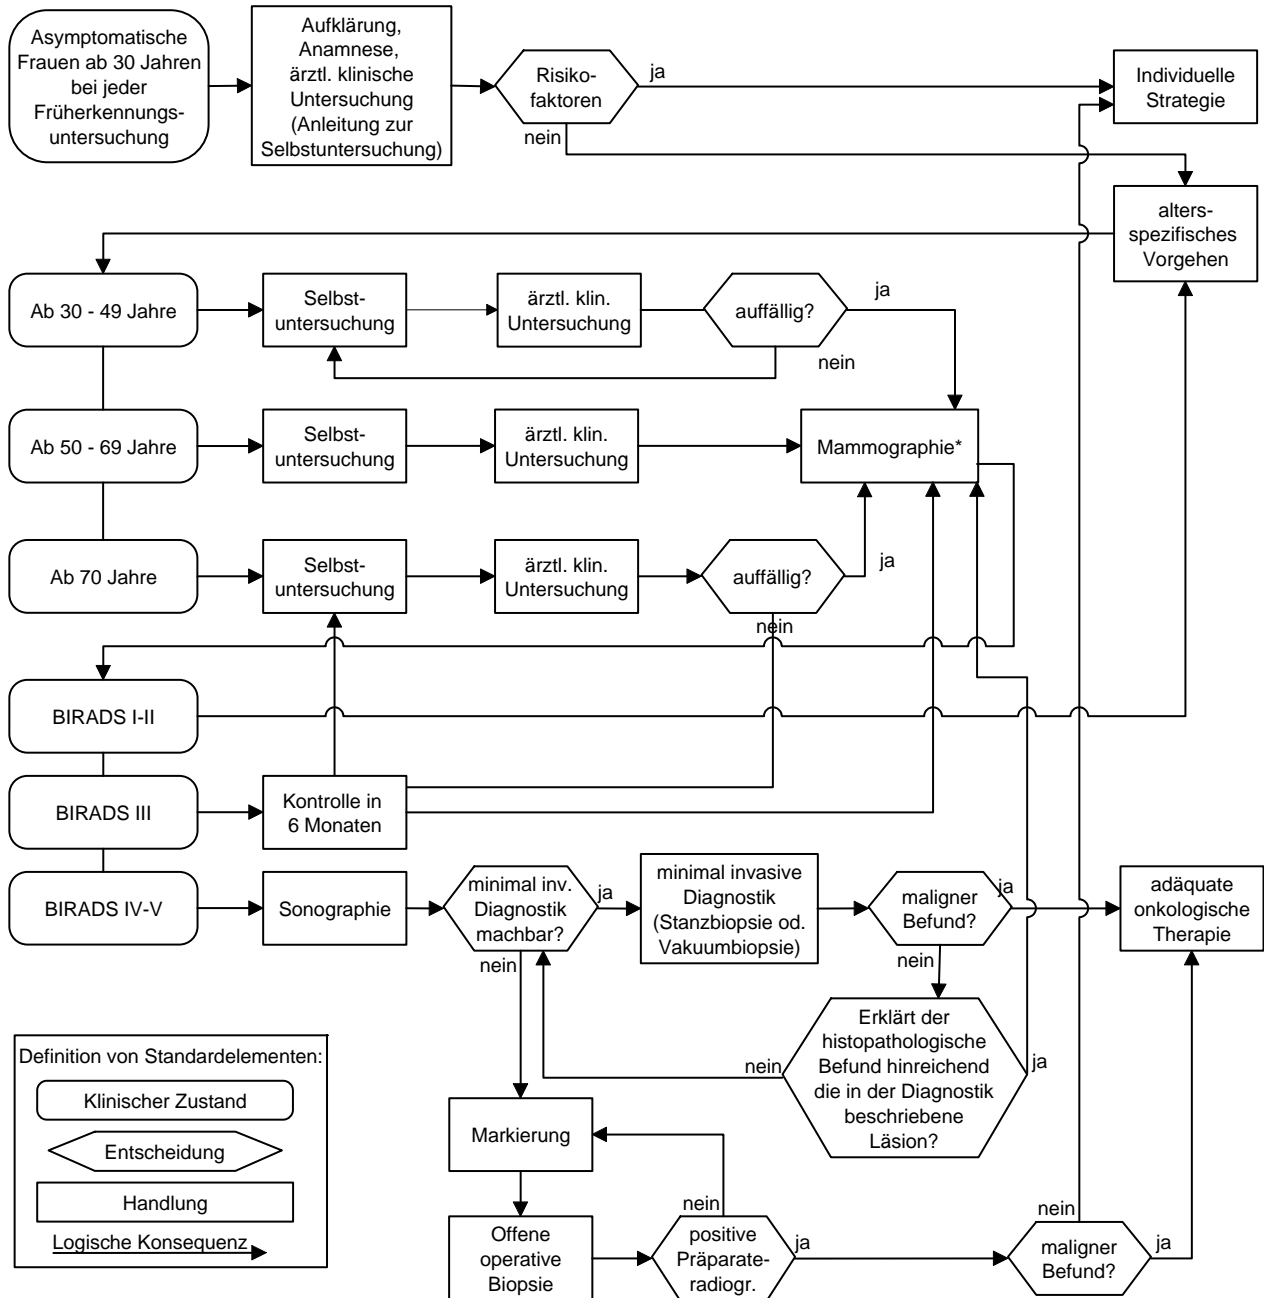 Asymptomatische
Frauen ab 30 Jahren
bei jeder
Früherkennungs-
untersuchung
Aufklärung,
Anamnese,
ärztl. klinische
Untersuchung
(Anleitung zur
Selbstuntersuchung)
Risiko-
faktoren
ja
nein
Individuelle
Strategie
alters-
spezifisches
Vorgehen
Ab 30 - 49 Jahre
Selbst-
untersuchung
ärztl. klin.
Untersuchung
auffällig?
ja
nein
Ab 50 - 69 Jahre
Selbst-
untersuchung
ärztl. klin.
Untersuchung
Mammographie*
Ab 70 Jahre
Selbst-
untersuchung
ärztl. klin.
Untersuchung
auffällig?
ja
nein
BIRADS I-II
BIRADS III
Kontrolle in
6 Monaten
BIRADS IV-V
Sonographie
minimal inv.
Diagnostik
machbar?
ja
nein
minimal invasive
Diagnostik
(Stanzbiopsie od.
Vakuumbiopsie)
maligner
Befund?
ja
nein
adäquate
onkologische
Therapie
Erklärt der
histopathologische
Befund hinreichend
die in der Diagnostik
beschriebene
Läsion?
nein
ja
Markierung
Offene
operative
Biopsie
nein
positive
Präparate-
radiogr.
ja
nein
maligner
Befund?
ja
Definition von Standardelementen:
Klinischer Zustand
Entscheidung
Handlung
Logische Konsequenz